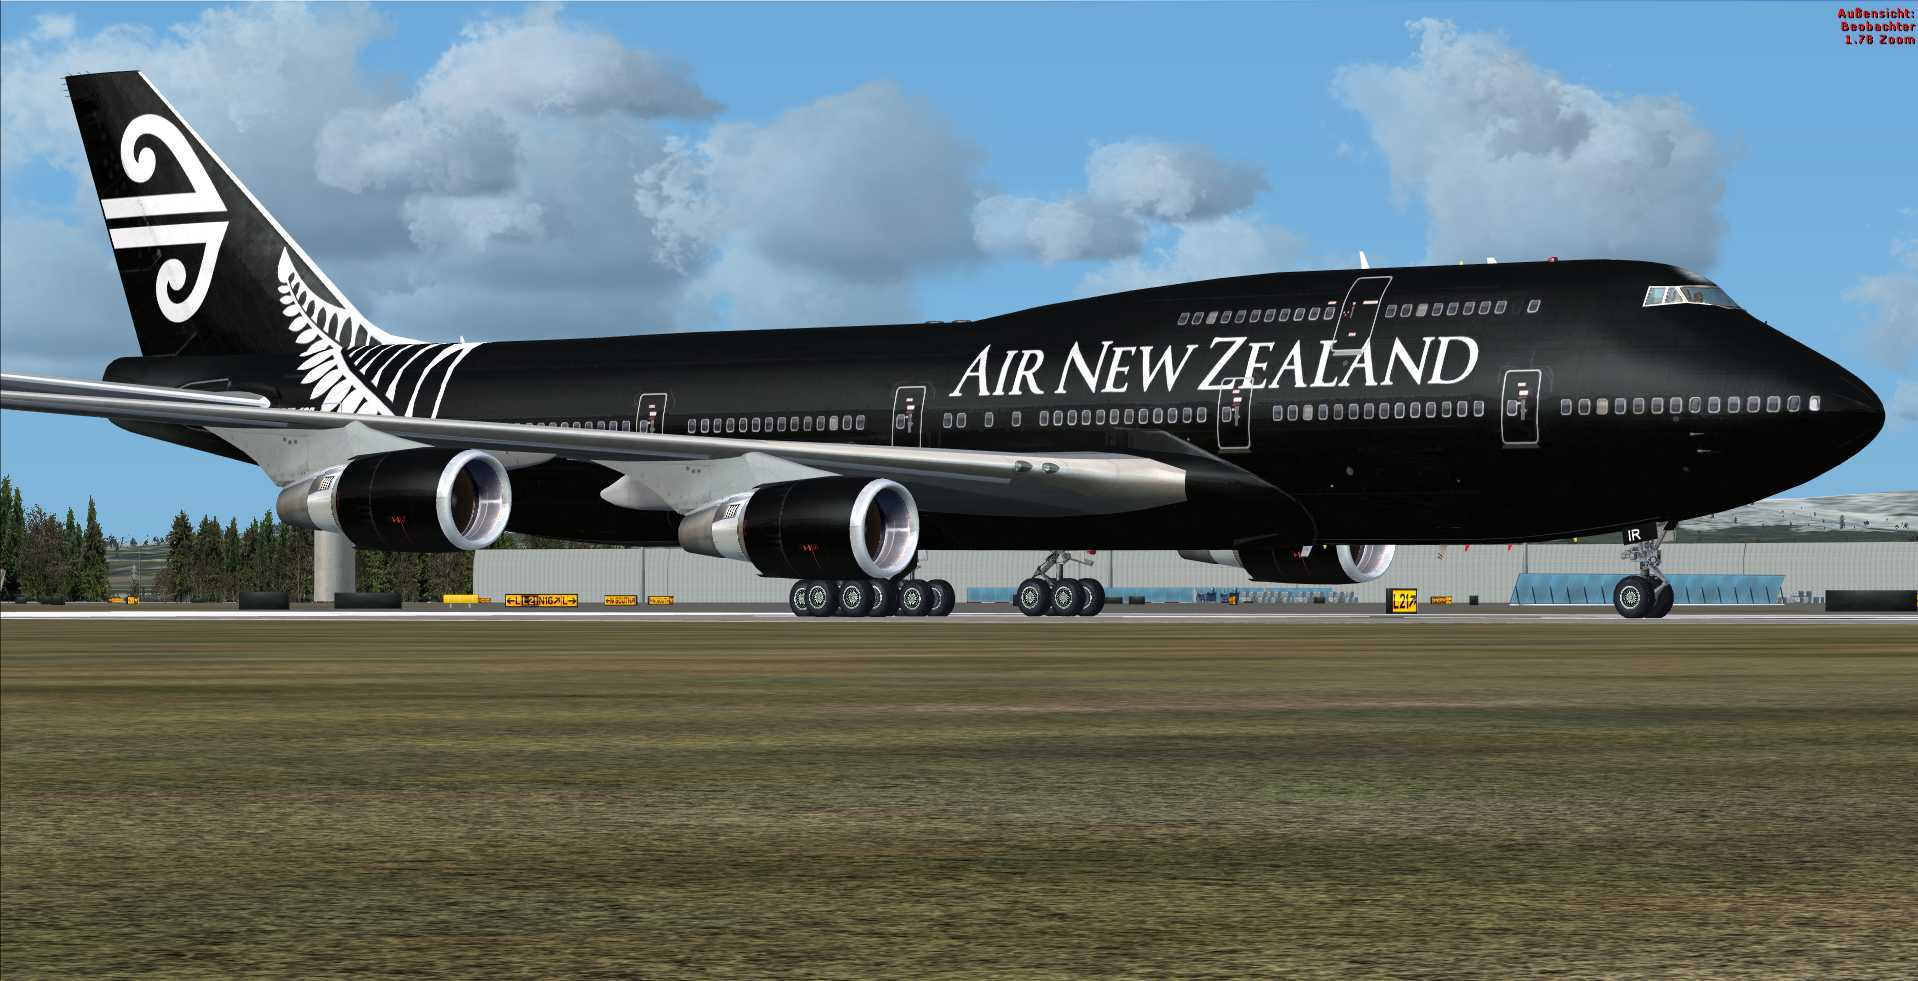 Außensicht:
Beobachter
1.78 Zoom
AIR NEW ZEALAND
IR
L21↗